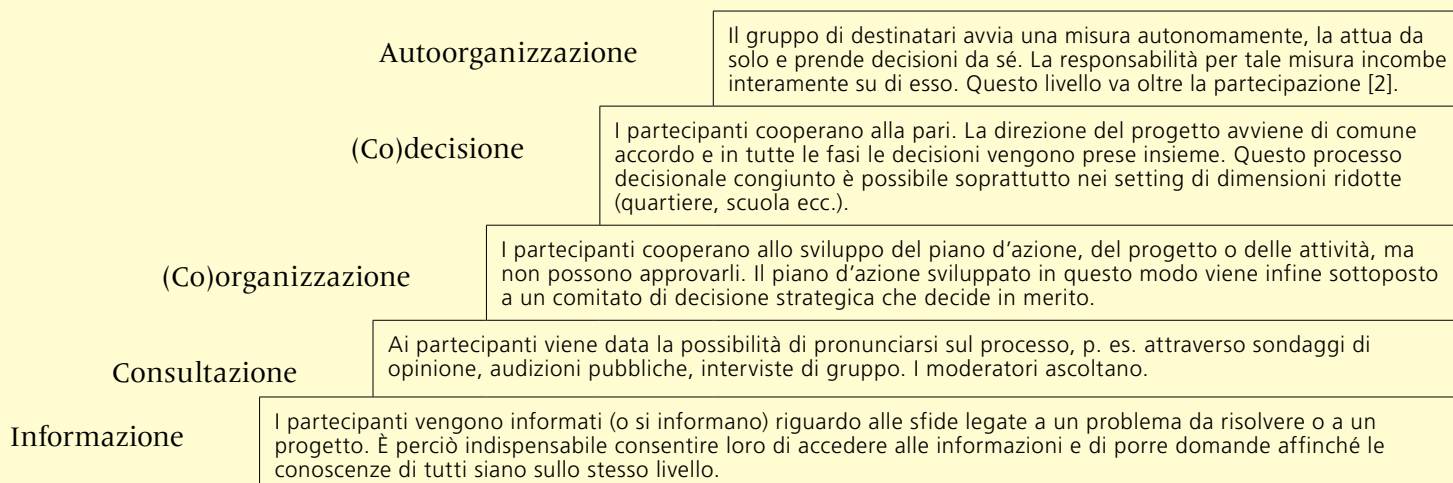 Autoorganizzazione
Il gruppo di destinatari avvia una misura autonomamente, la attua da
solo e prende decisioni da sé. La responsabilità per tale misura incombe
interamente su di esso. Questo livello va oltre la partecipazione [2].
(Co)decisione
I partecipanti cooperano alla pari. La direzione del progetto avviene di comune
accordo e in tutte le fasi le decisioni vengono prese insieme. Questo processo
decisionale congiunto è possibile soprattutto nei setting di dimensioni ridotte
(quartiere, scuola ecc.).
(Co)organizzazione
I partecipanti cooperano allo sviluppo del piano d’azione, del progetto o delle attività, ma
non possono approvarli. Il piano d’azione sviluppato in questo modo viene infine sottoposto
a un comitato di decisione strategica che decide in merito.
Consultazione
Ai partecipanti viene data la possibilità di pronunciarsi sul processo, p. es. attraverso sondaggi di
opinione, audizioni pubbliche, interviste di gruppo. I moderatori ascoltano.
Informazione
I partecipanti vengono informati (o si informano) riguardo alle sfide legate a un problema da risolvere o a un
progetto. È perciò indispensabile consentire loro di accedere alle informazioni e di porre domande affinché le
conoscenze di tutti siano sullo stesso livello.